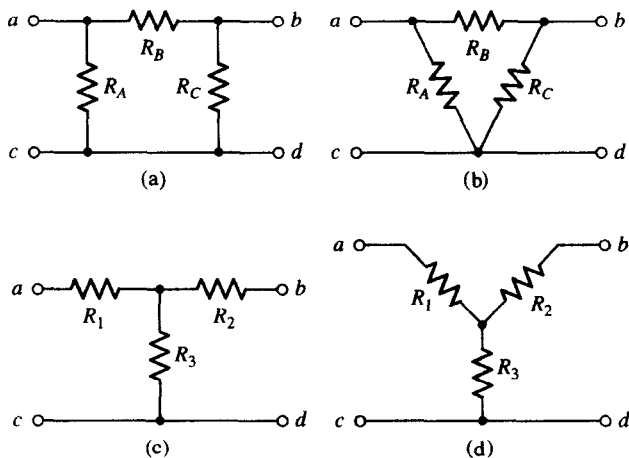 a b a b
R_B R_B
R_A R_C R_A R_C
c d c d
(a) (b)
a b a b
R_1 R_2 R_1 R_2
R_3 R_3
c d c d
(c) (d)